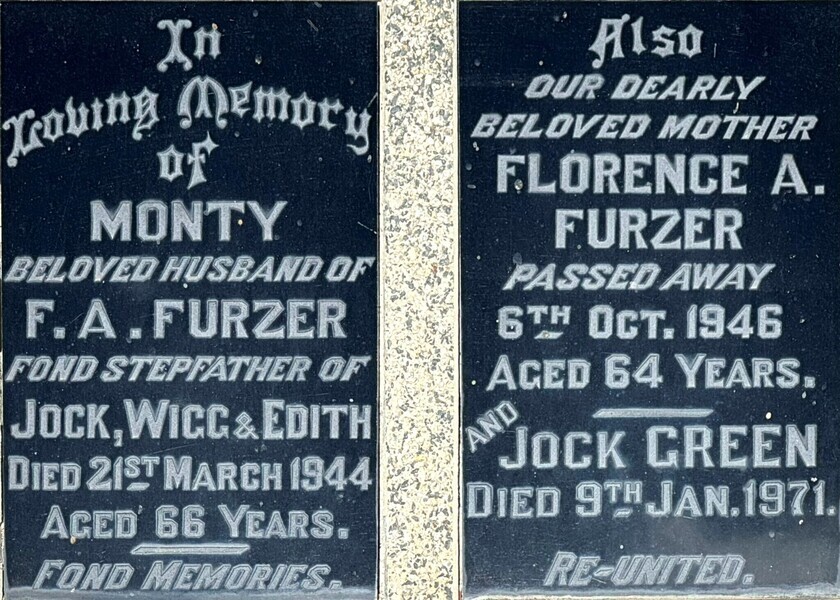 In
Loving Memory
of
MONTY
BELOVED HUSBAND OF
F. A. FURZER
FOND STEPFATHER OF
JOCK, WIGG & EDITH
DIED 21ST MARCH 1944
AGED 66 YEARS.
FOND MEMORIES.
Also
OUR DEARLY
BELOVED MOTHER
FLORENCE A.
FURZER
PASSED AWAY
6TH OCT. 1946
AGED 64 YEARS.
AND JOCK GREEN
DIED 9TH JAN. 1971.
RE-UNITED.